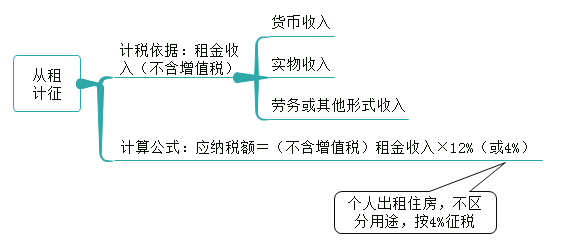 从租
计征
计税依据：租金收
入（不含增值税）
货币收入
实物收入
劳务或其他形式收入
计算公式：应纳税额＝（不含增值税）租金收入×12%（或4%）
个人出租住房，不区
分用途，按4%征税